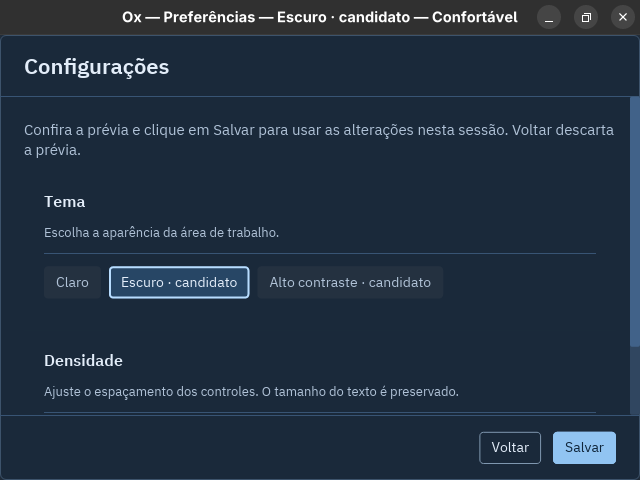 Ox — Preferências — Escuro · candidato — Confortável
Configurações
Confira a prévia e clique em Salvar para usar as alterações nesta sessão. Voltar descarta
a prévia.
Tema
Escolha a aparência da área de trabalho.
Claro
Escuro · candidato
Alto contraste · candidato
Densidade
Ajuste o espaçamento dos controles. O tamanho do texto é preservado.
Voltar
Salvar